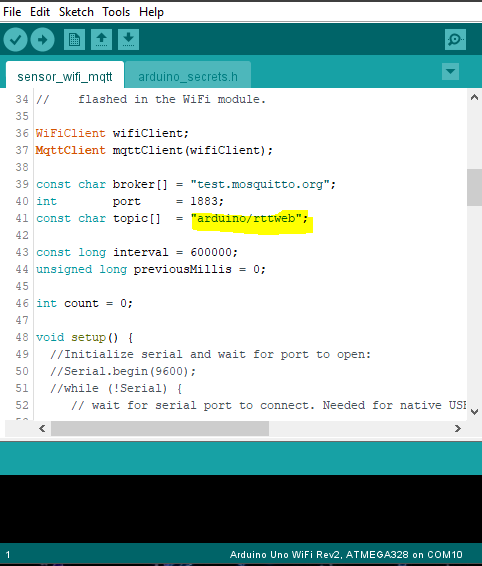 File Edit Sketch Tools Help
sensor_wifi_mqtt arduino_secrets.h
34 // flashed in the WiFi module.
35
36 WiFiClient wifiClient;
37 MqttClient mqttClient(wifiClient);
38
39 const char broker[] = "test.mosquitto.org";
40 int port = 1883;
41 const char topic[] = "arduino/rttweb";
42
43 const long interval = 600000;
44 unsigned long previousMillis = 0;
45
46 int count = 0;
47
48 void setup() {
49 //Initialize serial and wait for port to open:
50 //Serial.begin(9600);
51 //while (!Serial) {
52 // wait for serial port to connect. Needed for native USB
1 Arduino Uno WiFi Rev2, ATMEGA328 on COM10